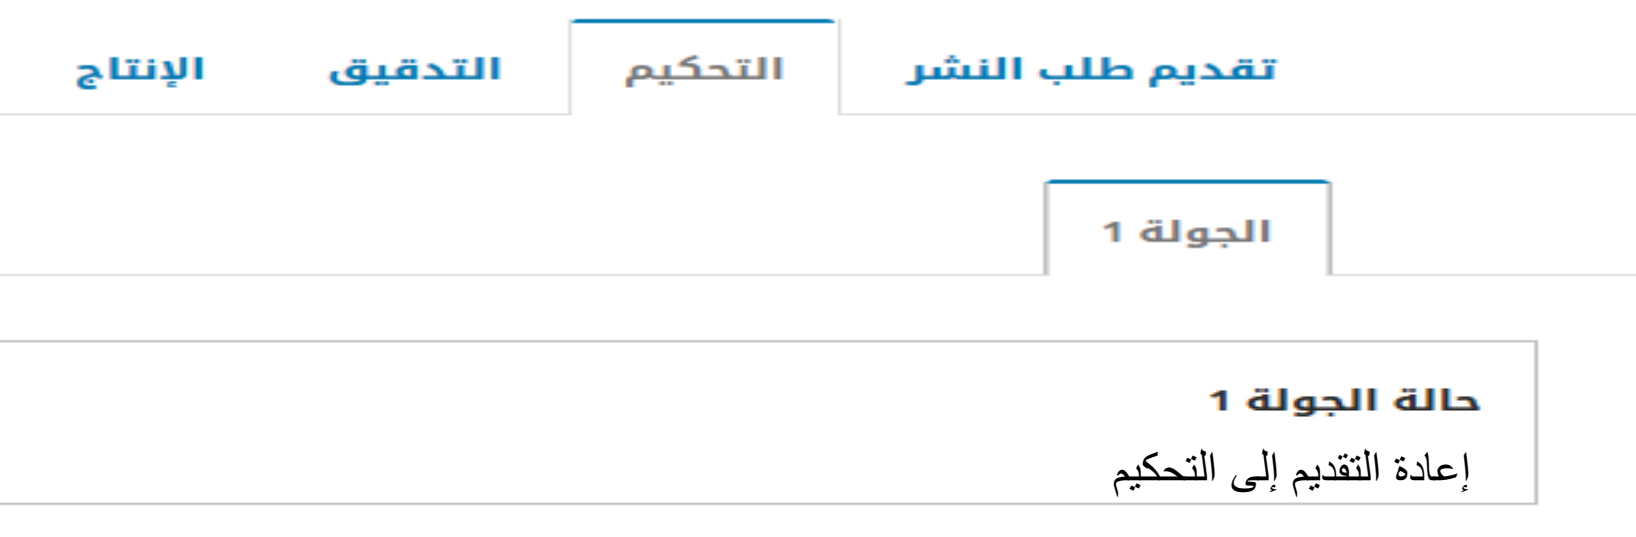 تقديم طلب النشر التحكيم التدقيق الإنتاج
الجولة 1
حالة الجولة 1
إعادة التقديم إلى التحكيم